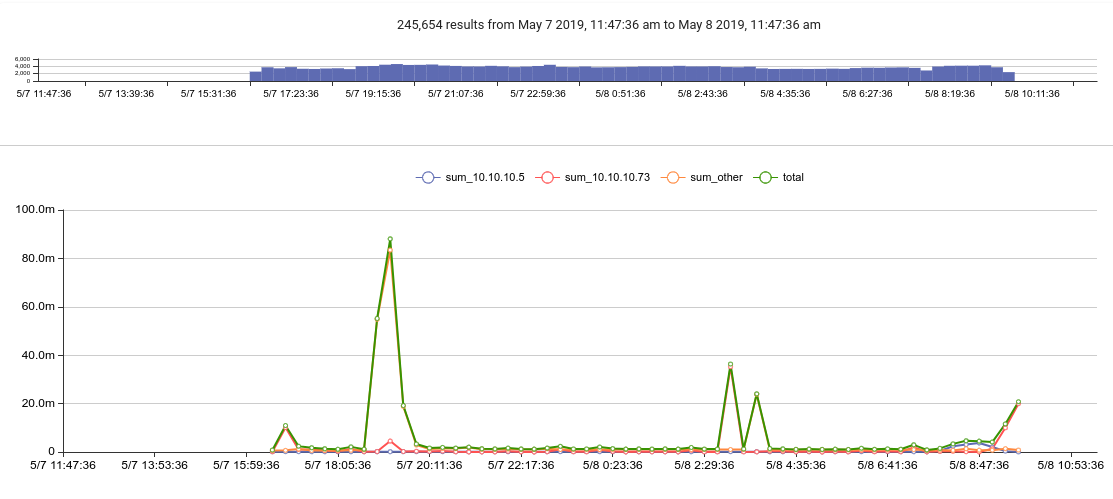 245,654 results from May 7 2019, 11:47:36 am to May 8 2019, 11:47:36 am
6,000
4,000
2,000
0
5/7 11:47:36 5/7 13:39:36 5/7 15:31:36 5/7 17:23:36 5/7 19:15:36 5/7 21:07:36 5/7 22:59:36 5/8 0:51:36 5/8 2:43:36 5/8 4:35:36 5/8 6:27:36 5/8 8:19:36 5/8 10:11:36
sum_10.10.10.5 sum_10.10.10.73 sum_other total
100.0m
80.0m
60.0m
40.0m
20.0m
0
5/7 11:47:36 5/7 13:53:36 5/7 15:59:36 5/7 18:05:36 5/7 20:11:36 5/7 22:17:36 5/8 0:23:36 5/8 2:29:36 5/8 4:35:36 5/8 6:41:36 5/8 8:47:36 5/8 10:53:36